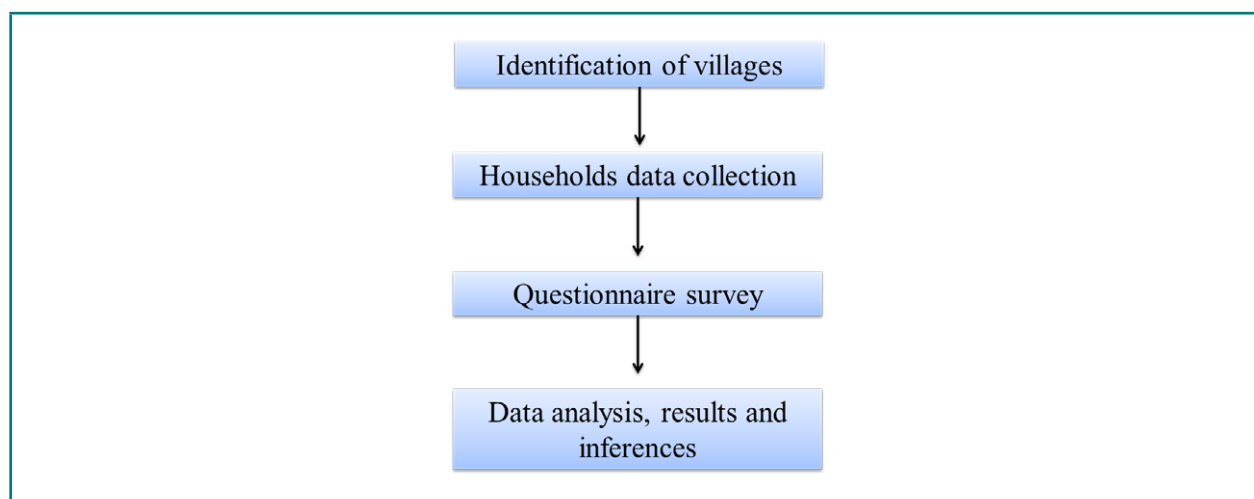 Identification of villages
Households data collection
Questionnaire survey
Data analysis, results and
inferences